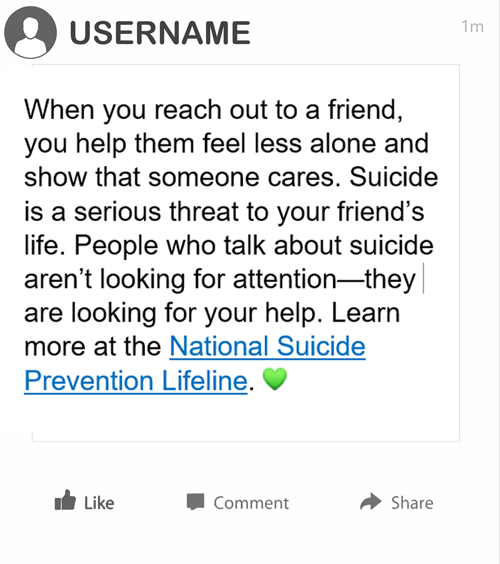 USERNAME
1m
When you reach out to a friend,
you help them feel less alone and
show that someone cares. Suicide
is a serious threat to your friend’s
life. People who talk about suicide
aren’t looking for attention—they
are looking for your help. Learn
more at the National Suicide
Prevention Lifeline. 💚
Like Comment Share